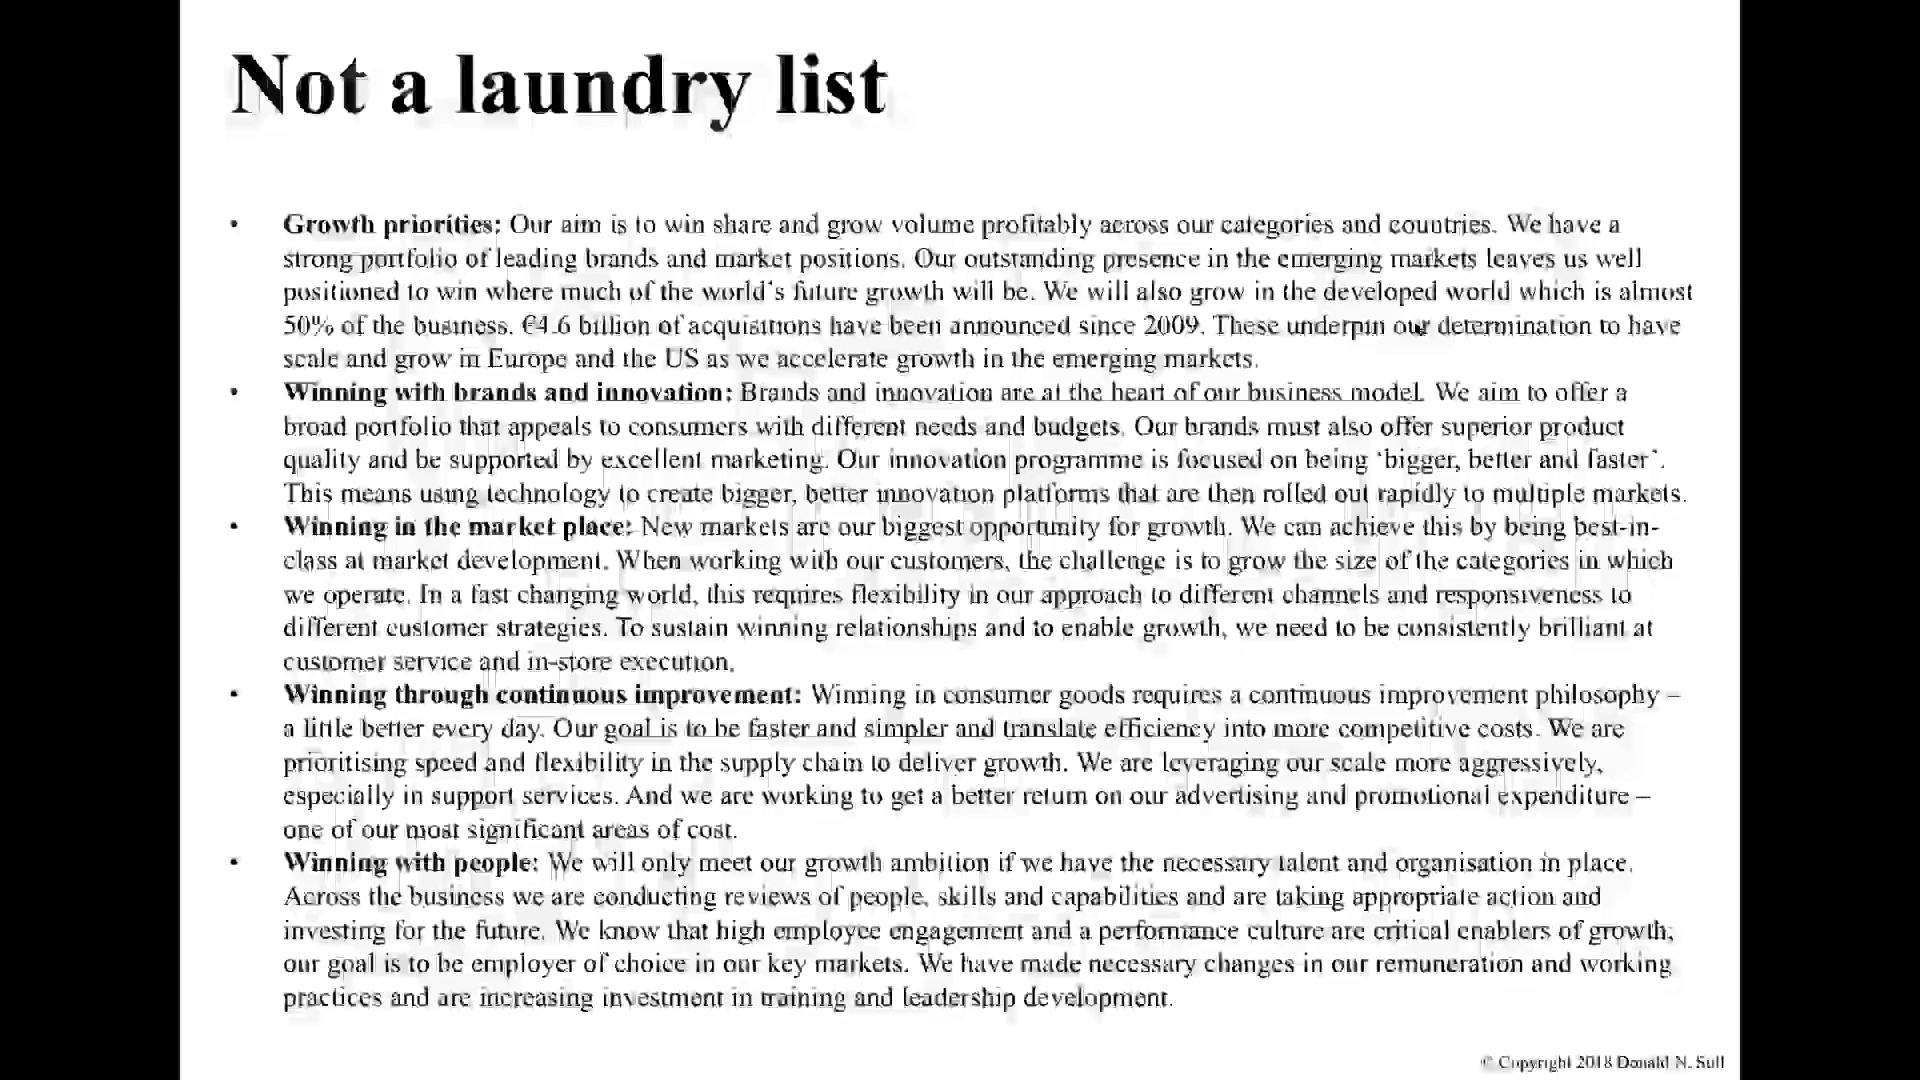 Not a laundry list
• Growth priorities: Our aim is to win share and grow volume profitably across our categories and countries. We have a
strong portfolio of leading brands and market positions. Our outstanding presence in the emerging markets leaves us well
positioned to win where much of the world's future growth will be. We will also grow in the developed world which is almost
50% of the business. €4.6 billion of acquisitions have been announced since 2009. These underpin our determination to have
scale and grow in Europe and the US as we accelerate growth in the emerging markets.
• Winning with brands and innovation: Brands and innovation are at the heart of our business model. We aim to offer a
broad portfolio that appeals to consumers with different needs and budgets. Our brands must also offer superior product
quality and be supported by excellent marketing. Our innovation programme is focused on being 'bigger, better and faster'.
This means using technology to create bigger, better innovation platforms that are then rolled out rapidly to multiple markets.
• Winning in the market place: New markets are our biggest opportunity for growth. We can achieve this by being best-in-
class at market development. When working with our customers, the challenge is to grow the size of the categories in which
we operate. In a fast changing world, this requires flexibility in our approach to different channels and responsiveness to
different customer strategies. To sustain winning relationships and to enable growth, we need to be consistently brilliant at
customer service and in-store execution.
• Winning through continuous improvement: Winning in consumer goods requires a continuous improvement philosophy –
a little better every day. Our goal is to be faster and simpler and translate efficiency into more competitive costs. We are
prioritising speed and flexibility in the supply chain to deliver growth. We are leveraging our scale more aggressively,
especially in support services. And we are working to get a better return on our advertising and promotional expenditure –
one of our most significant areas of cost.
• Winning with people: We will only meet our growth ambition if we have the necessary talent and organisation in place.
Across the business we are conducting reviews of people, skills and capabilities and are taking appropriate action and
investing for the future. We know that high employee engagement and a performance culture are critical enablers of growth;
our goal is to be employer of choice in our key markets. We have made necessary changes in our remuneration and working
practices and are increasing investment in training and leadership development.
© Copyright 2018 Donald N. Sull